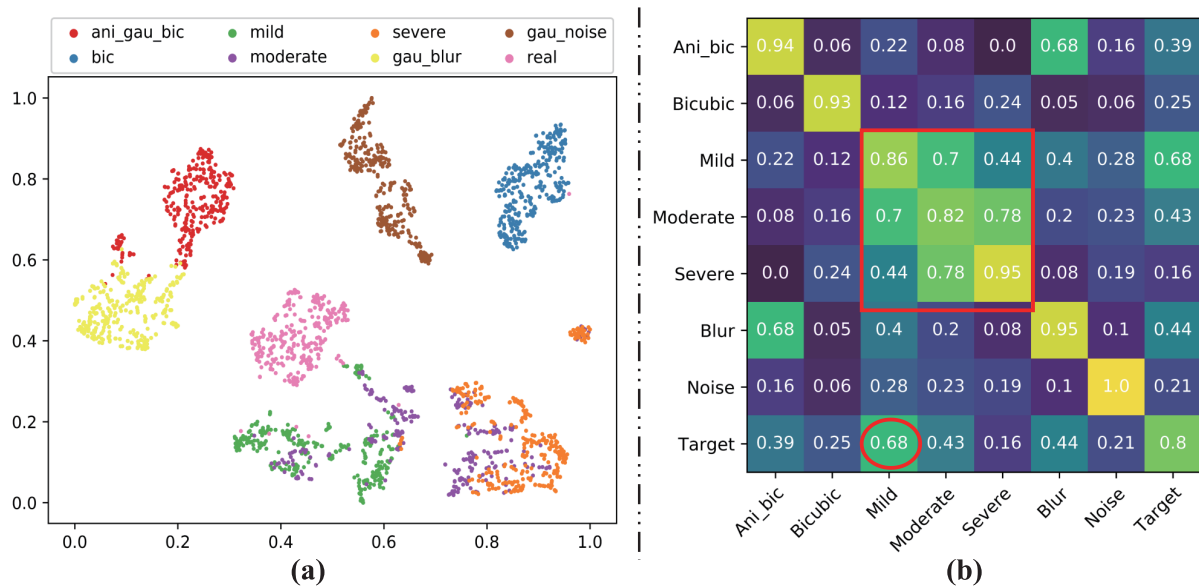 ani_gau_bic mild severe gau_noise
bic moderate gau_blur real
1.0
0.8
0.6
0.4
0.2
0.0
0.0 0.2 0.4 0.6 0.8 1.0
(a)
Ani_bic 0.94 0.06 0.22 0.08 0.0 0.68 0.16 0.39
Bicubic 0.06 0.93 0.12 0.16 0.24 0.05 0.06 0.25
Mild 0.22 0.12 0.86 0.7 0.44 0.4 0.28 0.68
Moderate 0.08 0.16 0.7 0.82 0.78 0.2 0.23 0.43
Severe 0.0 0.24 0.44 0.78 0.95 0.08 0.19 0.16
Blur 0.68 0.05 0.4 0.2 0.08 0.95 0.1 0.44
Noise 0.16 0.06 0.28 0.23 0.19 0.1 1.0 0.21
Target 0.39 0.25 0.68 0.43 0.16 0.44 0.21 0.8
Ani_bic Bicubic Mild Moderate Severe Blur Noise Target
(b)